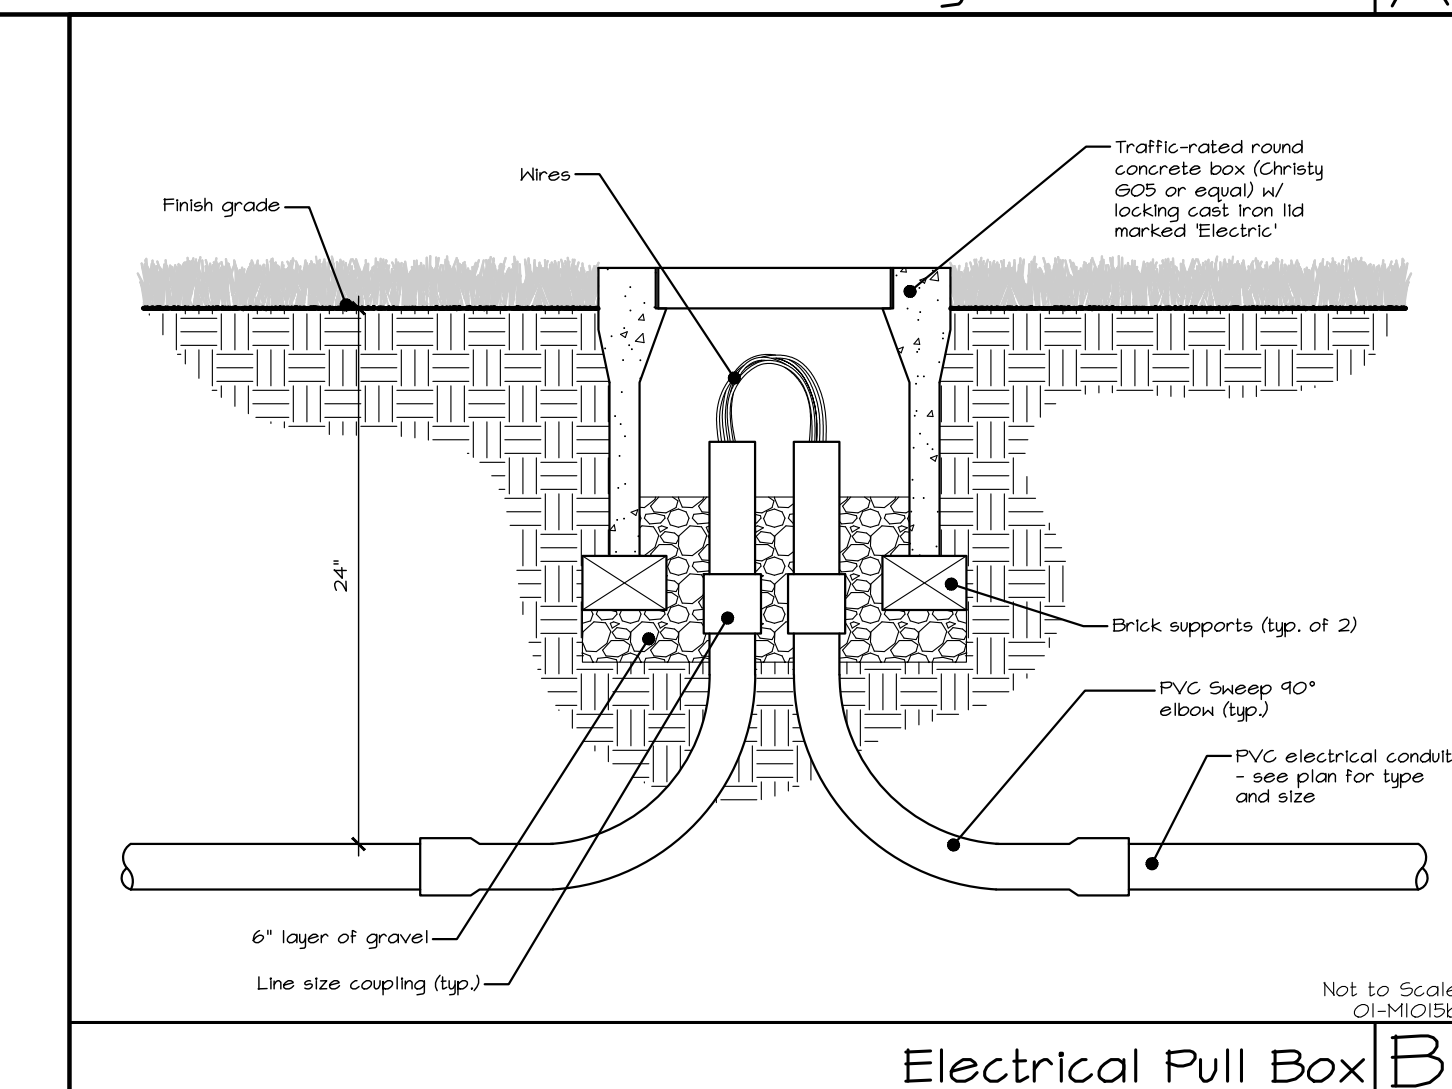 Traffic-rated round
concrete box (Christy
G05 or equal) w/
locking cast iron lid
marked 'Electric'
Wires
Finish grade
24"
Brick supports (typ. of 2)
PVC Sweep 90°
elbow (typ.)
PVC electrical conduit
- see plan for type
and size
6" layer of gravel
Line size coupling (typ.)
Not to Scale
01-M1015b
Electrical Pull Box
B